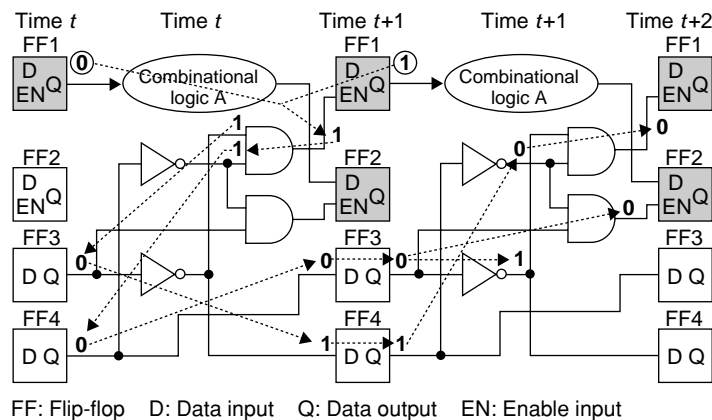 Time t Time t Time t+1 Time t+1 Time t+2
FF1 FF1 FF1
D EN Q 0 Combinational logic A D EN Q 1 Combinational logic A D EN Q
1 1 0
1 0
FF2 FF2 FF2
D EN Q D EN Q D EN Q
0
FF3 FF3 FF3
D Q 0 0 D Q 0 1 D Q
FF4 FF4 FF4
D Q 0 1 D Q 1 D Q
FF: Flip-flop D: Data input Q: Data output EN: Enable input